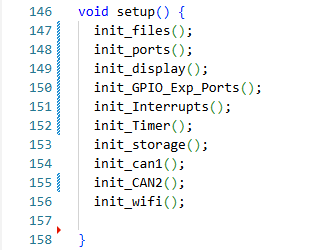 146 void setup() {
147 init_files();
148 init_ports();
149 init_display();
150 init_GPIO_Exp_Ports();
151 init_Interrupts();
152 init_Timer();
153 init_storage();
154 init_can1();
155 init_CAN2();
156 init_wifi();
157
158 }